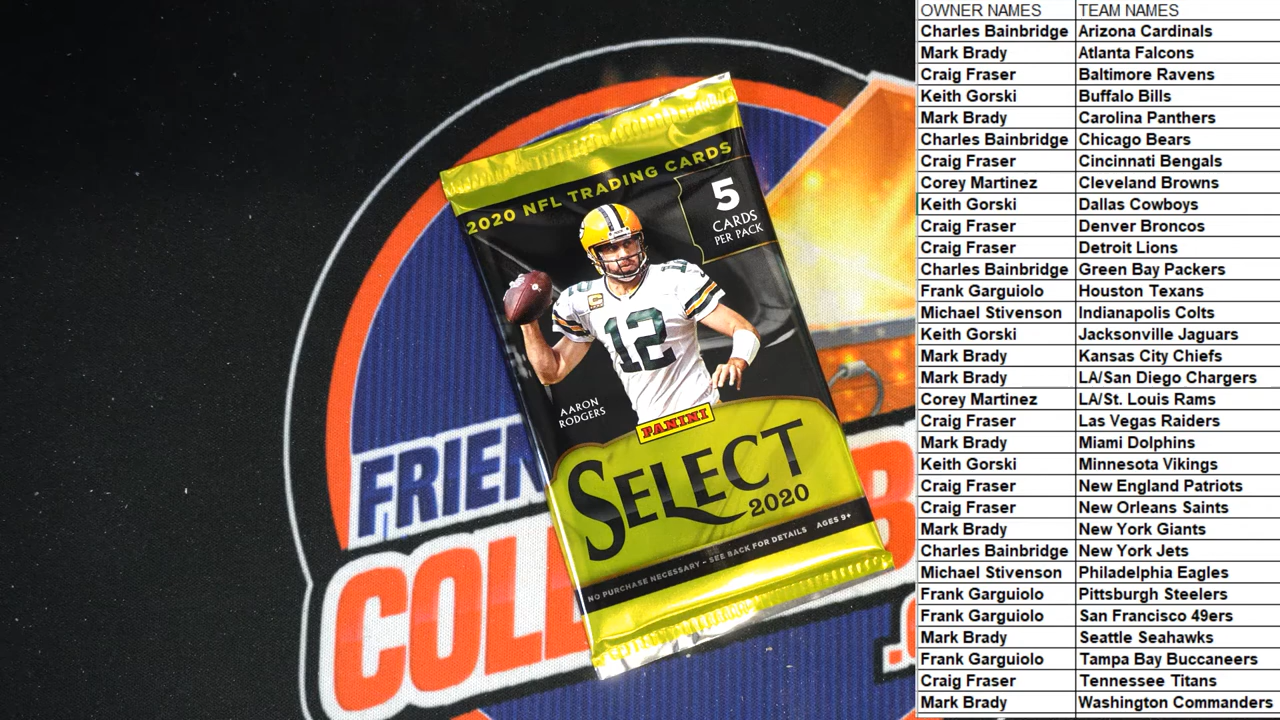 2020 NFL TRADING CARDS
5
CARDS
PER PACK
12
C
AARON
RODGERS
PANINI
SELECT
2020
NO PURCHASE NECESSARY – SEE BACK FOR DETAILS AGES 9+
FRIEN
COLL
OWNER NAMES TEAM NAMES
Charles Bainbridge Arizona Cardinals
Mark Brady Atlanta Falcons
Craig Fraser Baltimore Ravens
Keith Gorski Buffalo Bills
Mark Brady Carolina Panthers
Charles Bainbridge Chicago Bears
Craig Fraser Cincinnati Bengals
Corey Martinez Cleveland Browns
Keith Gorski Dallas Cowboys
Craig Fraser Denver Broncos
Craig Fraser Detroit Lions
Charles Bainbridge Green Bay Packers
Frank Garguiolo Houston Texans
Michael Stivenson Indianapolis Colts
Keith Gorski Jacksonville Jaguars
Mark Brady Kansas City Chiefs
Mark Brady LA/San Diego Chargers
Corey Martinez LA/St. Louis Rams
Craig Fraser Las Vegas Raiders
Mark Brady Miami Dolphins
Keith Gorski Minnesota Vikings
Craig Fraser New England Patriots
Craig Fraser New Orleans Saints
Mark Brady New York Giants
Charles Bainbridge New York Jets
Michael Stivenson Philadelphia Eagles
Frank Garguiolo Pittsburgh Steelers
Frank Garguiolo San Francisco 49ers
Mark Brady Seattle Seahawks
Frank Garguiolo Tampa Bay Buccaneers
Craig Fraser Tennessee Titans
Mark Brady Washington Commanders